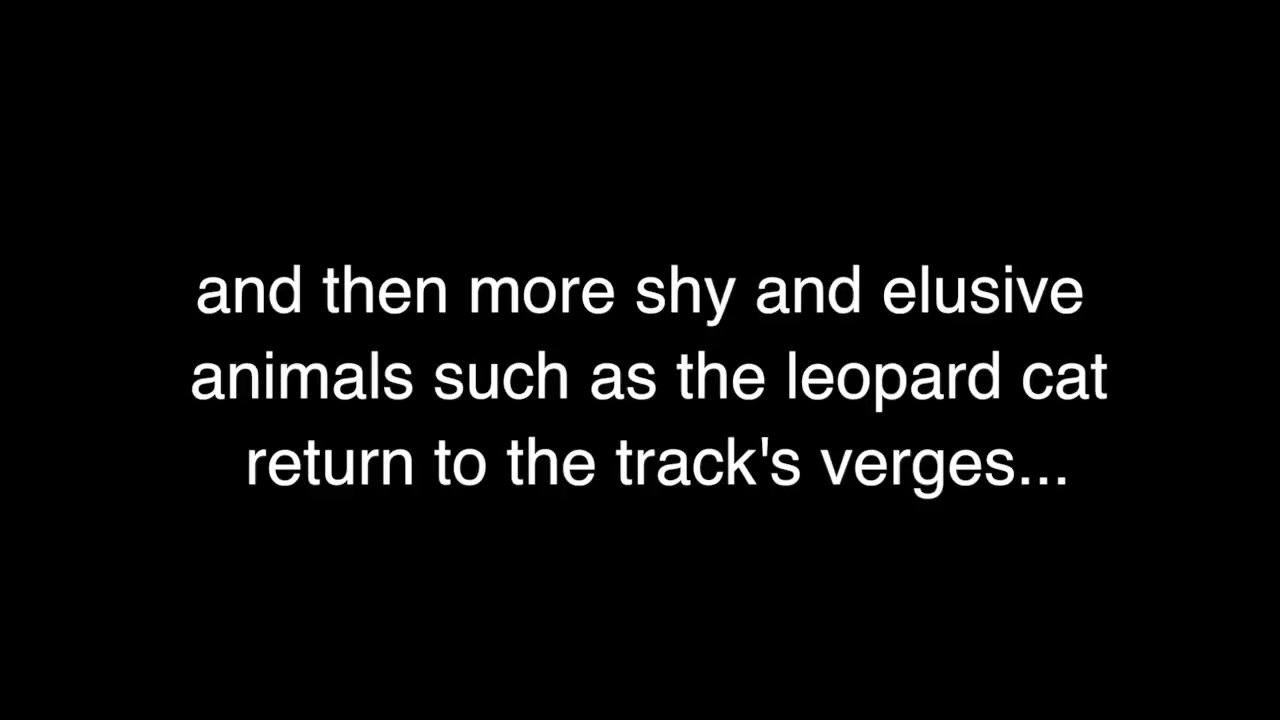 and then more shy and elusive
animals such as the leopard cat
return to the track's verges...